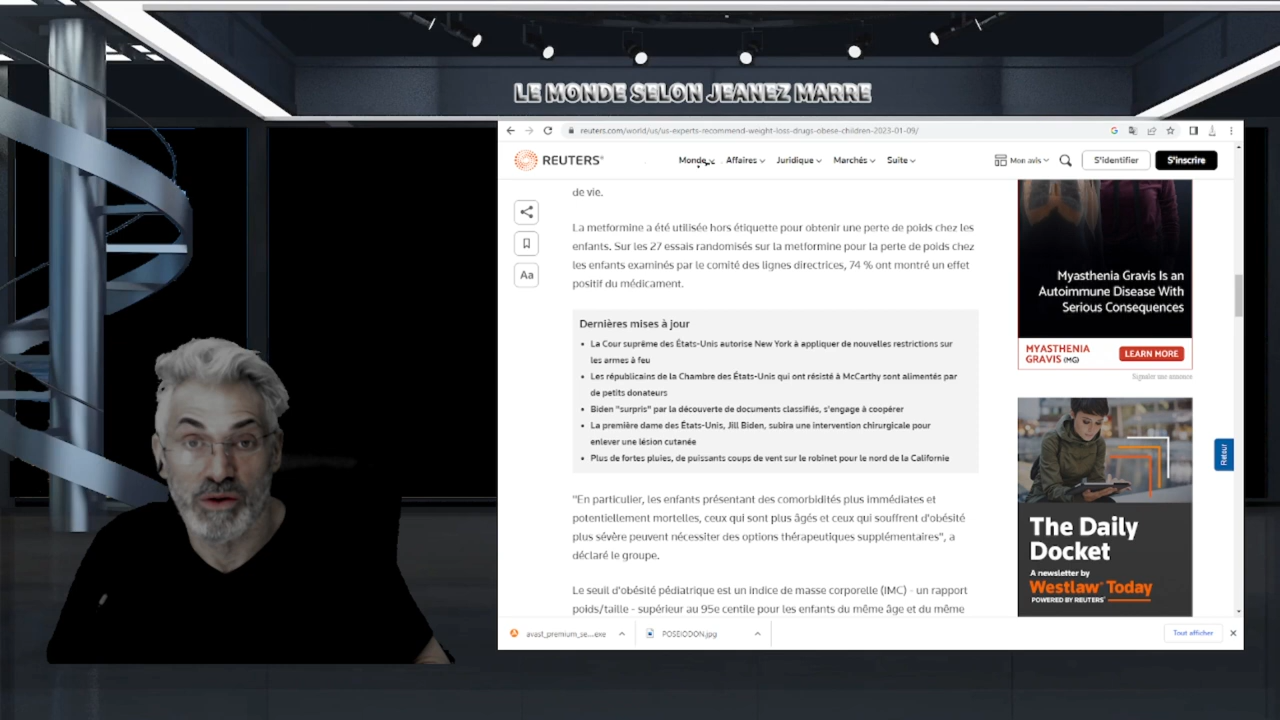 LE MONDE SELON JEANEZ MARRE
reuters.com/world/us/us-experts-recommend-weight-loss-drugs-obese-children-2023-01-09/
REUTERS®
Monde
Affaires
Juridique
Marchés
Suite
Mon avis
S'identifier
S'inscrire
de vie.
La metformine a été utilisée hors étiquette pour obtenir une perte de poids chez les
enfants. Sur les 27 essais randomisés sur la metformine pour la perte de poids chez
les enfants examinés par le comité des lignes directrices, 74 % ont montré un effet
positif du médicament.
Aa
Dernières mises à jour
• La Cour suprême des États-Unis autorise New York à appliquer de nouvelles restrictions sur
les armes à feu
• Les républicains de la Chambre des États-Unis qui ont résisté à McCarthy sont alimentés par
de petits donateurs
• Biden "surpris" par la découverte de documents classifiés, s'engage à coopérer
• La première dame des États-Unis, Jill Biden, subira une intervention chirurgicale pour
enlever une lésion cutanée
• Plus de fortes pluies, de puissants coups de vent sur le robinet pour le nord de la Californie
"En particulier, les enfants présentant des comorbidités plus immédiates et
potentiellement mortelles, ceux qui sont plus âgés et ceux qui souffrent d'obésité
plus sévère peuvent nécessiter des options thérapeutiques supplémentaires", a
déclaré le groupe.
Le seuil d'obésité pédiatrique est un indice de masse corporelle (IMC) - un rapport
poids/taille - supérieur au 95e centile pour les enfants du même âge et du même
Myasthenia Gravis Is an
Autoimmune Disease With
Serious Consequences
MYASTHENIA
GRAVIS (MG)
LEARN MORE
Signaler une annonce
Retour
The Daily
Docket
A newsletter by
Westlaw Today
POWERED BY REUTERS
avast_premium_se....exe
POSEIODON.jpg
Tout afficher